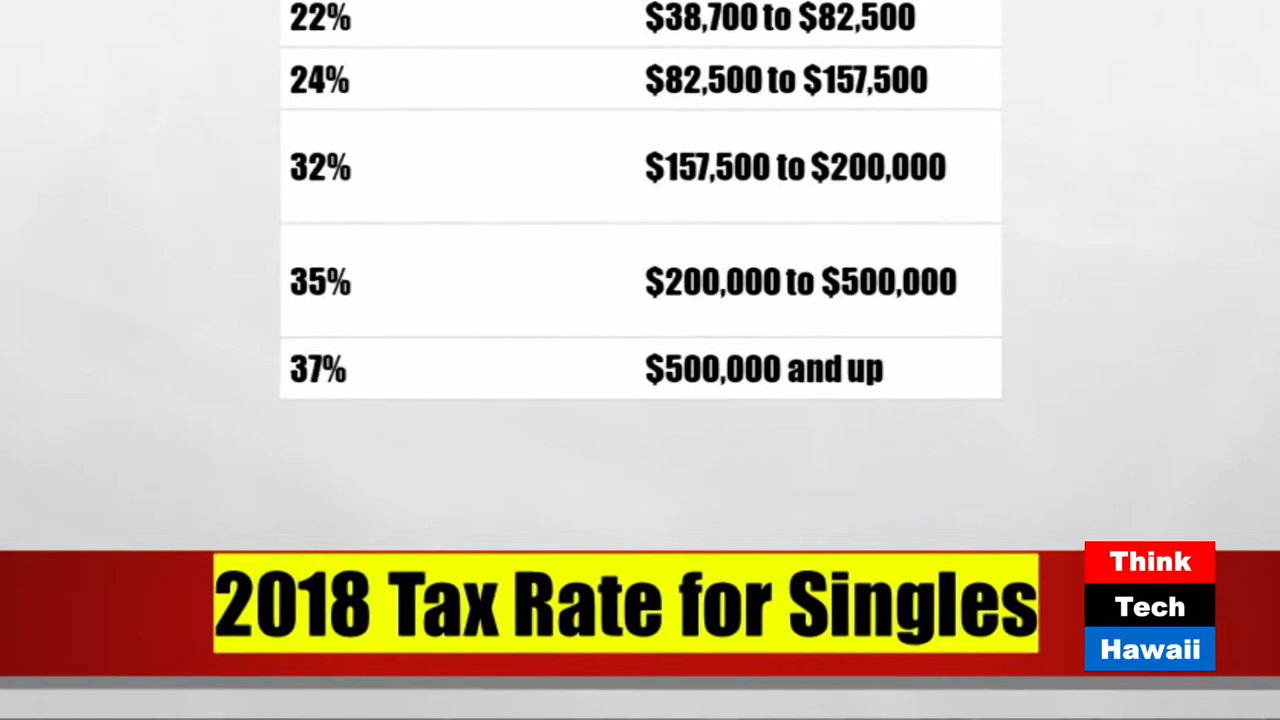 22% $38,700 to $82,500
24% $82,500 to $157,500
32% $157,500 to $200,000
35% $200,000 to $500,000
37% $500,000 and up
2018 Tax Rate for Singles
Think
Tech
Hawaii